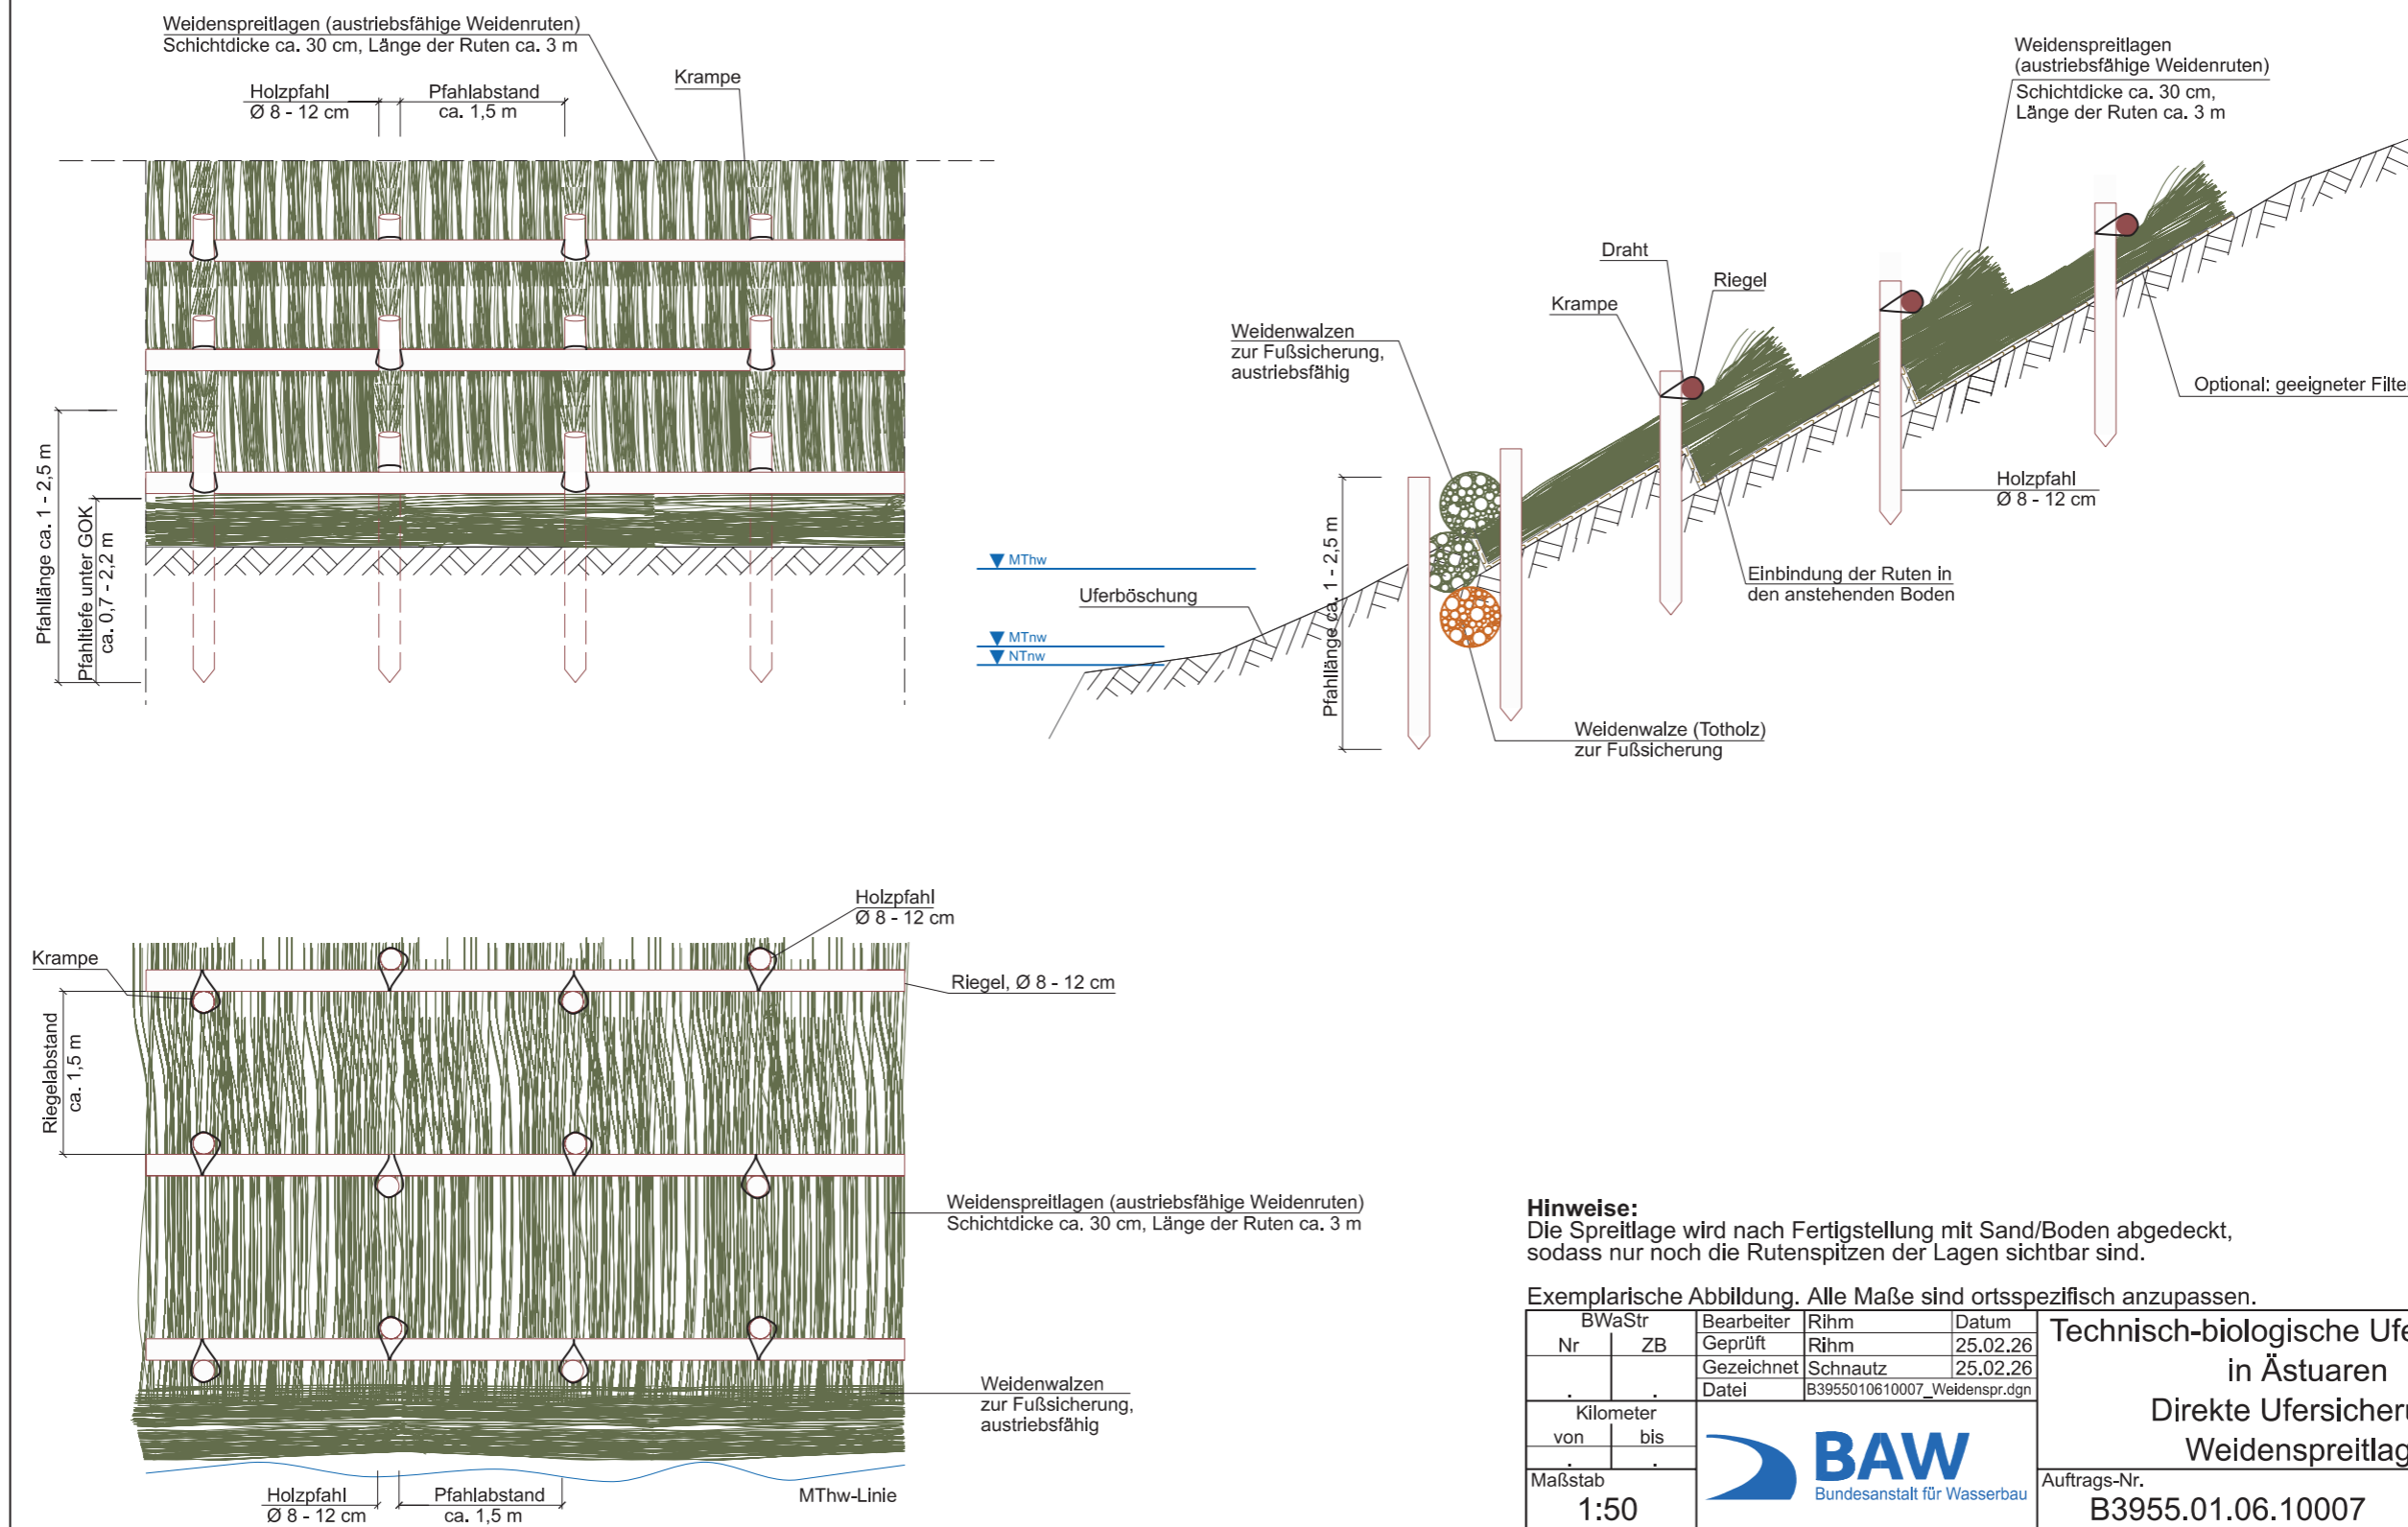 Weidenspreitlagen (austriebsfähige Weidenruten)
Schichtdicke ca. 30 cm, Länge der Ruten ca. 3 m
Holzpfahl
Ø 8 - 12 cm
Pfahlabstand
ca. 1,5 m
Krampe
Pfahllänge ca. 1 - 2,5 m
Pfahltiefe unter GOK
ca. 0,7 - 2,2 m
Weidenspreitlagen
(austriebsfähige Weidenruten)
Schichtdicke ca. 30 cm,
Länge der Ruten ca. 3 m
Draht
Riegel
Krampe
Weidenwalzen
zur Fußsicherung,
austriebsfähig
Optional: geeigneter Filte
Holzpfahl
Ø 8 - 12 cm
Einbindung der Ruten in
den anstehenden Boden
MThw
Uferböschung
MTnw
NTnw
Pfahllänge ca. 1 - 2,5 m
Weidenwalze (Totholz)
zur Fußsicherung
Holzpfahl
Ø 8 - 12 cm
Krampe
Riegel, Ø 8 - 12 cm
Riegelabstand
ca. 1,5 m
Weidenspreitlagen (austriebsfähige Weidenruten)
Schichtdicke ca. 30 cm, Länge der Ruten ca. 3 m
Weidenwalzen
zur Fußsicherung,
austriebsfähig
MThw-Linie
Holzpfahl
Ø 8 - 12 cm
Pfahlabstand
ca. 1,5 m
Hinweise:
Die Spreitlage wird nach Fertigstellung mit Sand/Boden abgedeckt,
sodass nur noch die Rutenspitzen der Lagen sichtbar sind.
Exemplarische Abbildung. Alle Maße sind ortsspezifisch anzupassen.
BWaStr
Nr ZB
. .
Kilometer
von bis
. .
Maßstab
1:50
Bearbeiter Rihm Datum
Geprüft Rihm 25.02.26
Gezeichnet Schnautz 25.02.26
Datei B3955010610007_Weidenspr.dgn
BAW
Bundesanstalt für Wasserbau
Technisch-biologische Ufe
in Ästuaren
Direkte Ufersicher
Weidenspreitlag
Auftrags-Nr.
B3955.01.06.10007